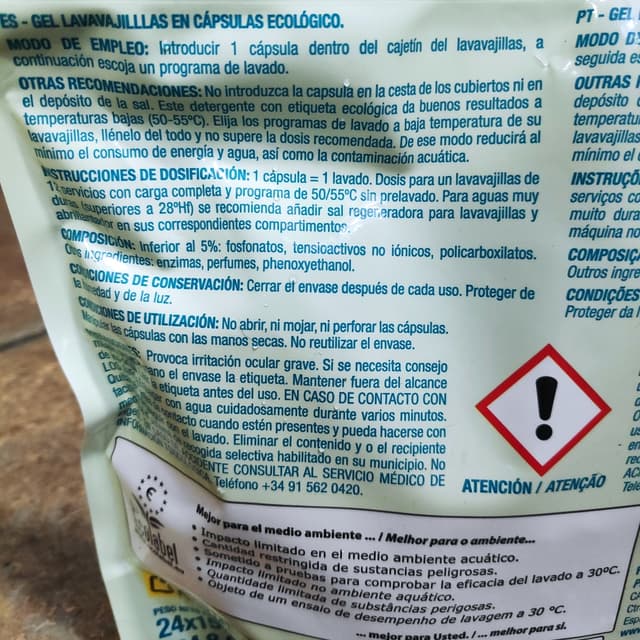 ES - GEL LAVAVAJILLLAS EN CÁPSULAS ECOLÓGICO.
MODO DE EMPLEO: Introducir 1 cápsula dentro del cajetín del lavavajillas, a
continuación escoja un programa de lavado.
OTRAS RECOMENDACIONES: No introduzca la capsula en la cesta de los cubiertos ni en
el depósito de la sal. Este detergente con etiqueta ecológica da buenos resultados a
temperaturas bajas (50-55ºC). Elija los programas de lavado a baja temperatura de su
lavavajillas, llénelo del todo y no supere la dosis recomendada. De ese modo reducirá al
mínimo el consumo de energía y agua, así como la contaminación acuática.
INSTRUCCIONES DE DOSIFICACIÓN: 1 cápsula = 1 lavado. Dosis para un lavavajillas de
servicios con carga completa y programa de 50/55ºC sin prelavado. Para aguas muy
duras (superiores a 28ºHf) se recomienda añadir sal regeneradora para lavavajillas y
abrillantador en sus correspondientes compartimentos.
COMPOSICIÓN: Inferior al 5%: fosfonatos, tensioactivos no iónicos, policarboxilatos.
Otros ingredientes: enzimas, perfumes, phenoxyethanol.
CONDICIONES DE CONSERVACIÓN: Cerrar el envase después de cada uso. Proteger de
la humedad y de la luz.
CONDICIONES DE UTILIZACIÓN: No abrir, ni mojar, ni perforar las cápsulas.
Manipular las cápsulas con las manos secas. No reutilizar el envase.
Provoca irritación ocular grave. Si se necesita consejo
mano el envase la etiqueta. Mantener fuera del alcance
etiqueta antes del uso. EN CASO DE CONTACTO CON
con agua cuidadosamente durante varios minutos.
contacto cuando estén presentes y pueda hacerse con
el lavado. Eliminar el contenido y o el recipiente
recogida selectiva habilitado en su municipio. No
CONSULTAR AL SERVICIO MÉDICO DE
Teléfono +34 91 562 0420.
ATENCIÓN / ATENÇÃO
Mejor para el medio ambiente ... / Melhor para o ambiente...
• Impacto limitado en el medio ambiente acuático.
• Cantidad restringida de sustancias peligrosas.
• Sometido a pruebas para comprobar la eficacia del lavado a 30ºC.
• Impacto limitado no ambiente aquático.
• Quantidade limitada de substâncias perigosas.
• Objeto de um ensaio de desempenho de lavagem a 30 ºC.
... mejor para Usted. / ... melhor para si.
Ecolabel
PESO
PT - GEL
MODO D
seguida es
OUTRAS
depósito
temperatu
lavavajillas
mínimo el
INSTRUÇÕ
serviços co
muito dura
máquina no
COMPOSIÇ
Outros ingre
CONDIÇÕES
Proteger da